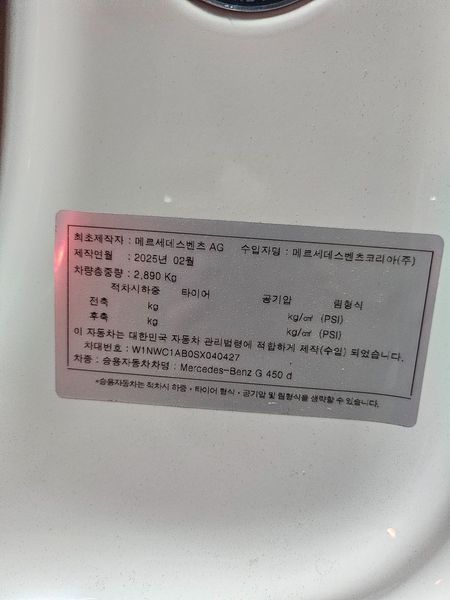 최초제작자 : 메르세데스벤츠 AG 수입자명 : 메르세데스벤츠코리아(주)
제작연월 : 2025년 02월
차량총중량 : 2,890 Kg
적차시하중 타이어 공기압 림형식
전축 kg kg/㎠ (PSI)
후축 kg kg/㎠ (PSI)
이 자동차는 대한민국 자동차 관리법령에 적합하게 제작(수입) 되었습니다.
차대번호 : W1NWC1AB0SX040427
차종 : 승용자동차차명 : Mercedes-Benz G 450 d
*승용자동차는 적차시 하중 · 타이어 형식 · 공기압 및 림형식을 생략할 수 있습니다.